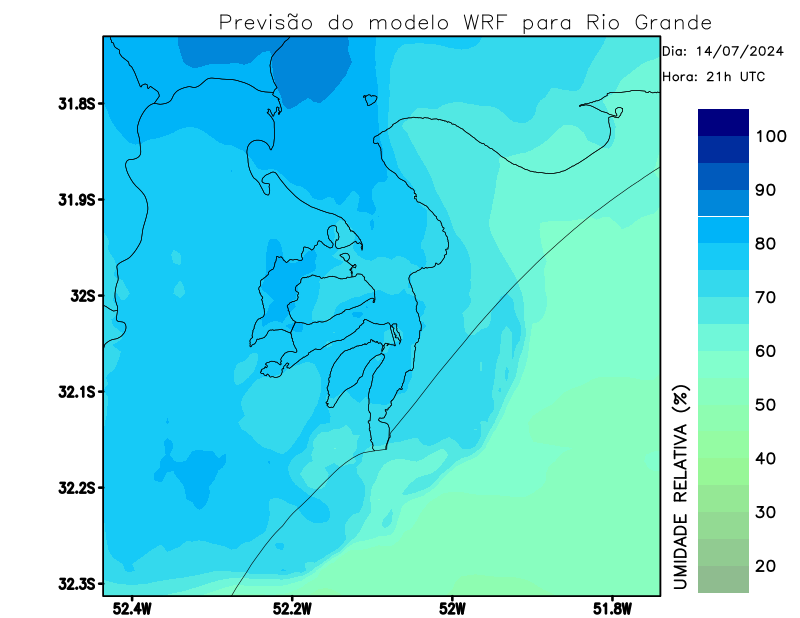 Previsão do modelo WRF para Rio Grande
Dia: 14/07/2024
Hora: 21h UTC
31.8S
31.9S
32S
32.1S
32.2S
32.3S
52.4W
52.2W
52W
51.8W
100
90
80
70
60
50
40
30
20
UMIDADE RELATIVA (%)